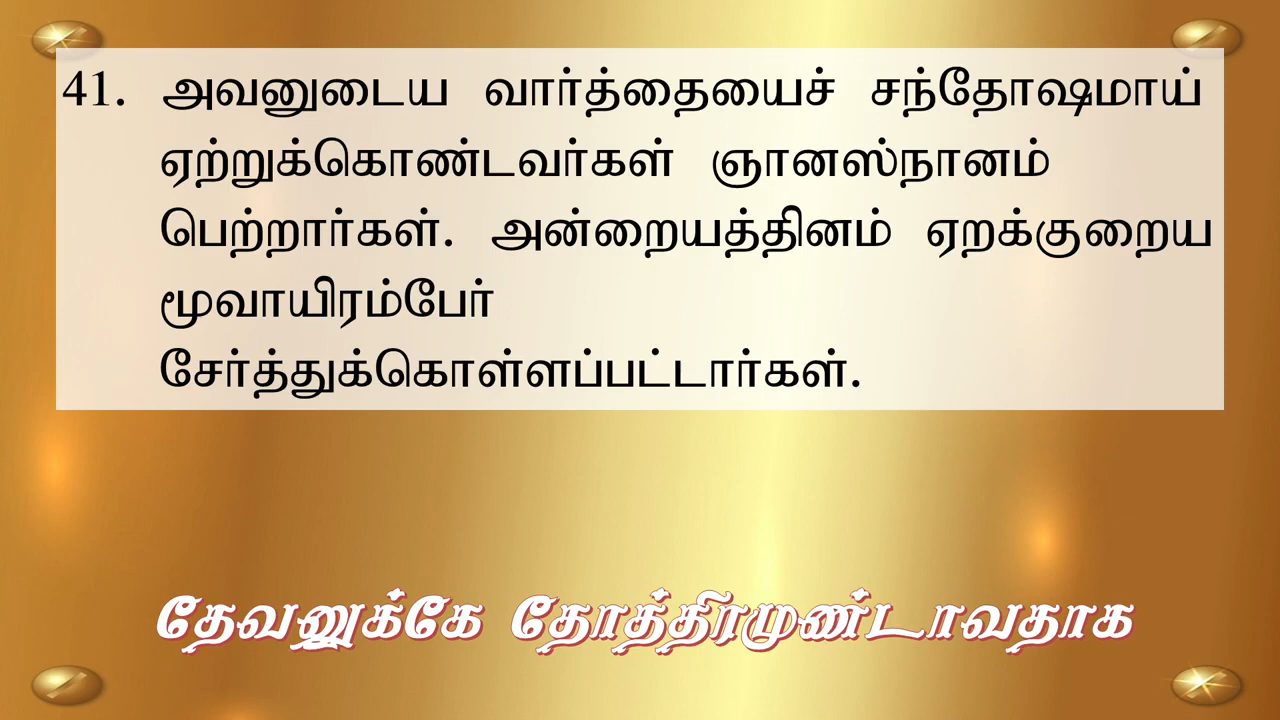 41. அவனுடைய வார்த்தையைச் சந்தோஷமாய்
ஏற்றுக்கொண்டவர்கள் ஞானஸ்நானம்
பெற்றார்கள். அன்றையத்தினம் ஏறக்குறைய
மூவாயிரம்பேர்
சேர்த்துக்கொள்ளப்பட்டார்கள்.
தேவனுக்கே தோத்திரமுண்டாவதாக